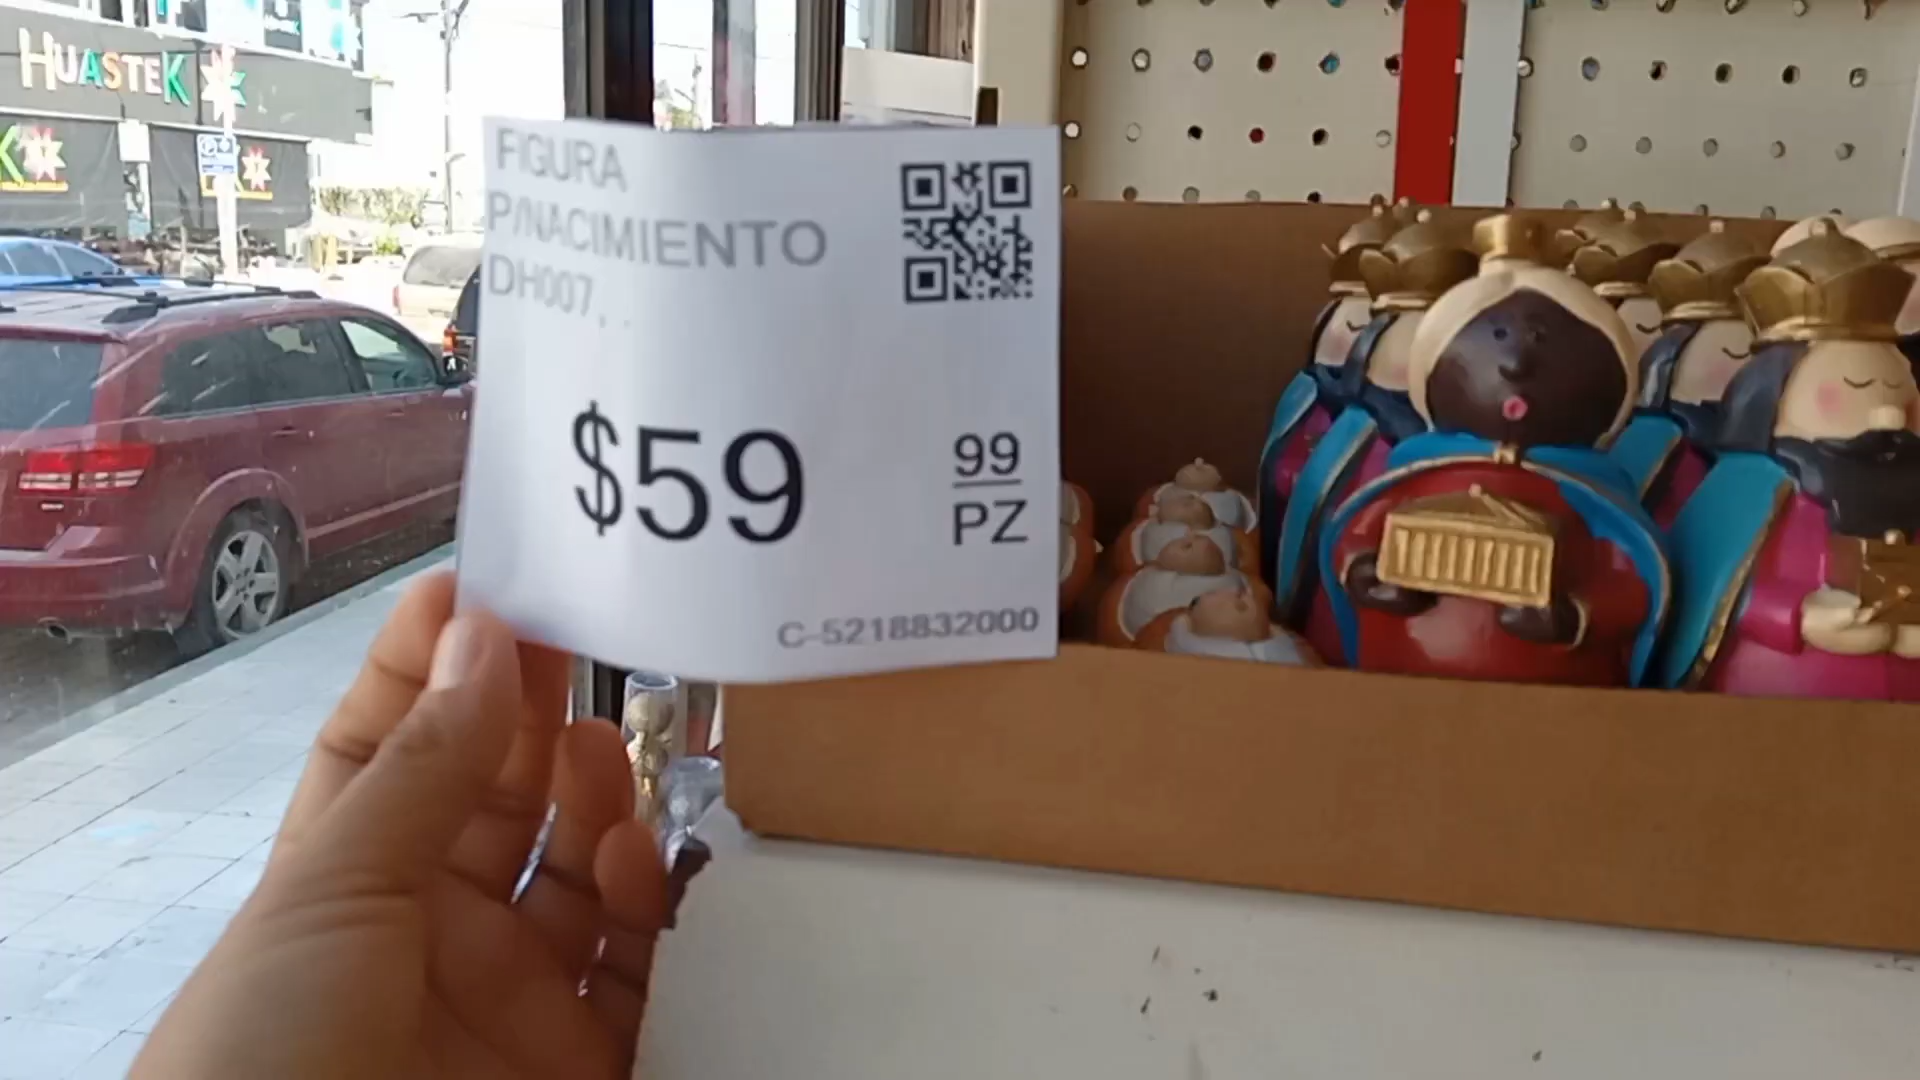 HUASTEK
K
FIGURA
P/NACIMIENTO
DH007, .
$59
99
PZ
C-5218832000